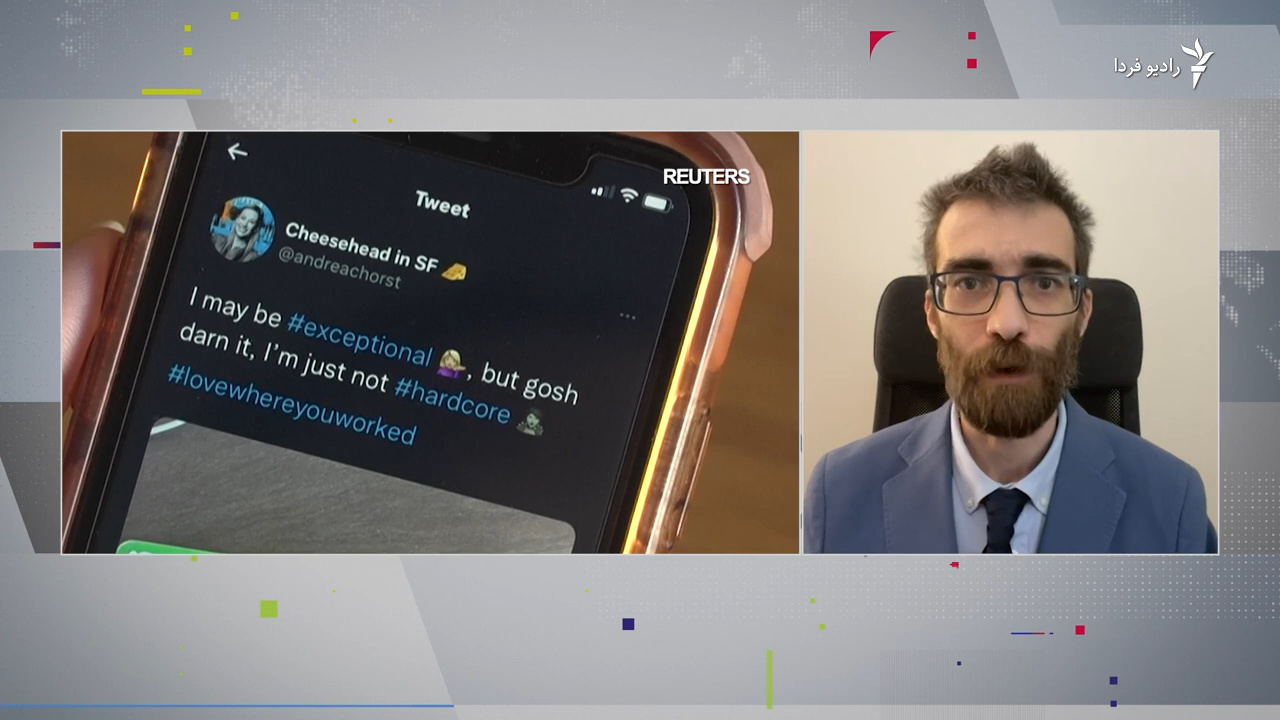 رادیو فردا
REUTERS
Tweet
Cheesehead in SF 🧀
@andreachorst
I may be #exceptional 💁🏼‍♀️, but gosh
darn it, I'm just not #hardcore
#lovewhereyouworked